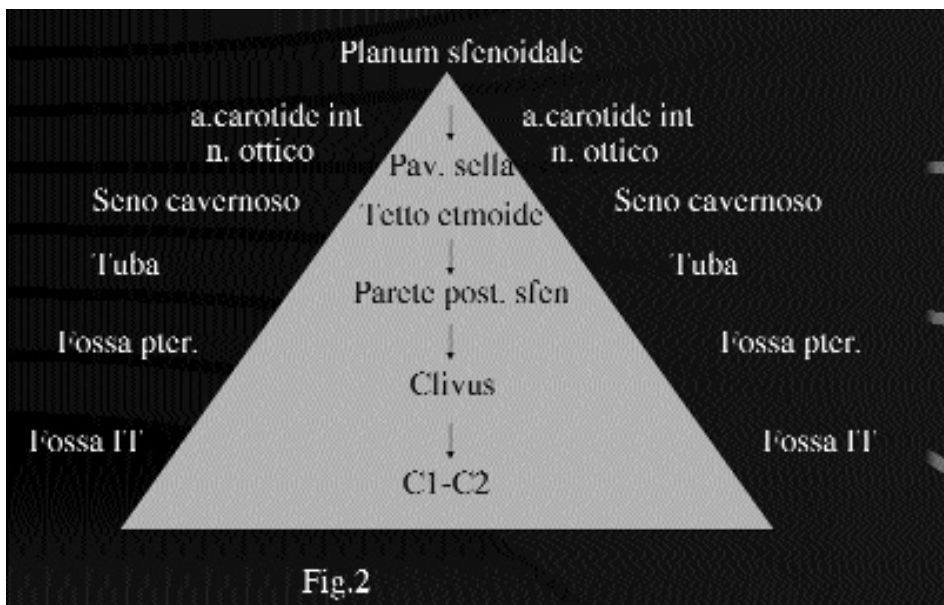 Planum sfenoidale
a.carotide int a.carotide int
n. ottico n. ottico
Pav. sella
Seno cavernoso Seno cavernoso
Tetto etmoide
Tuba Tuba
Parete post. sfen
Fossa pter. Fossa pter.
Clivus
Fossa IT Fossa IT
C1-C2
Fig.2